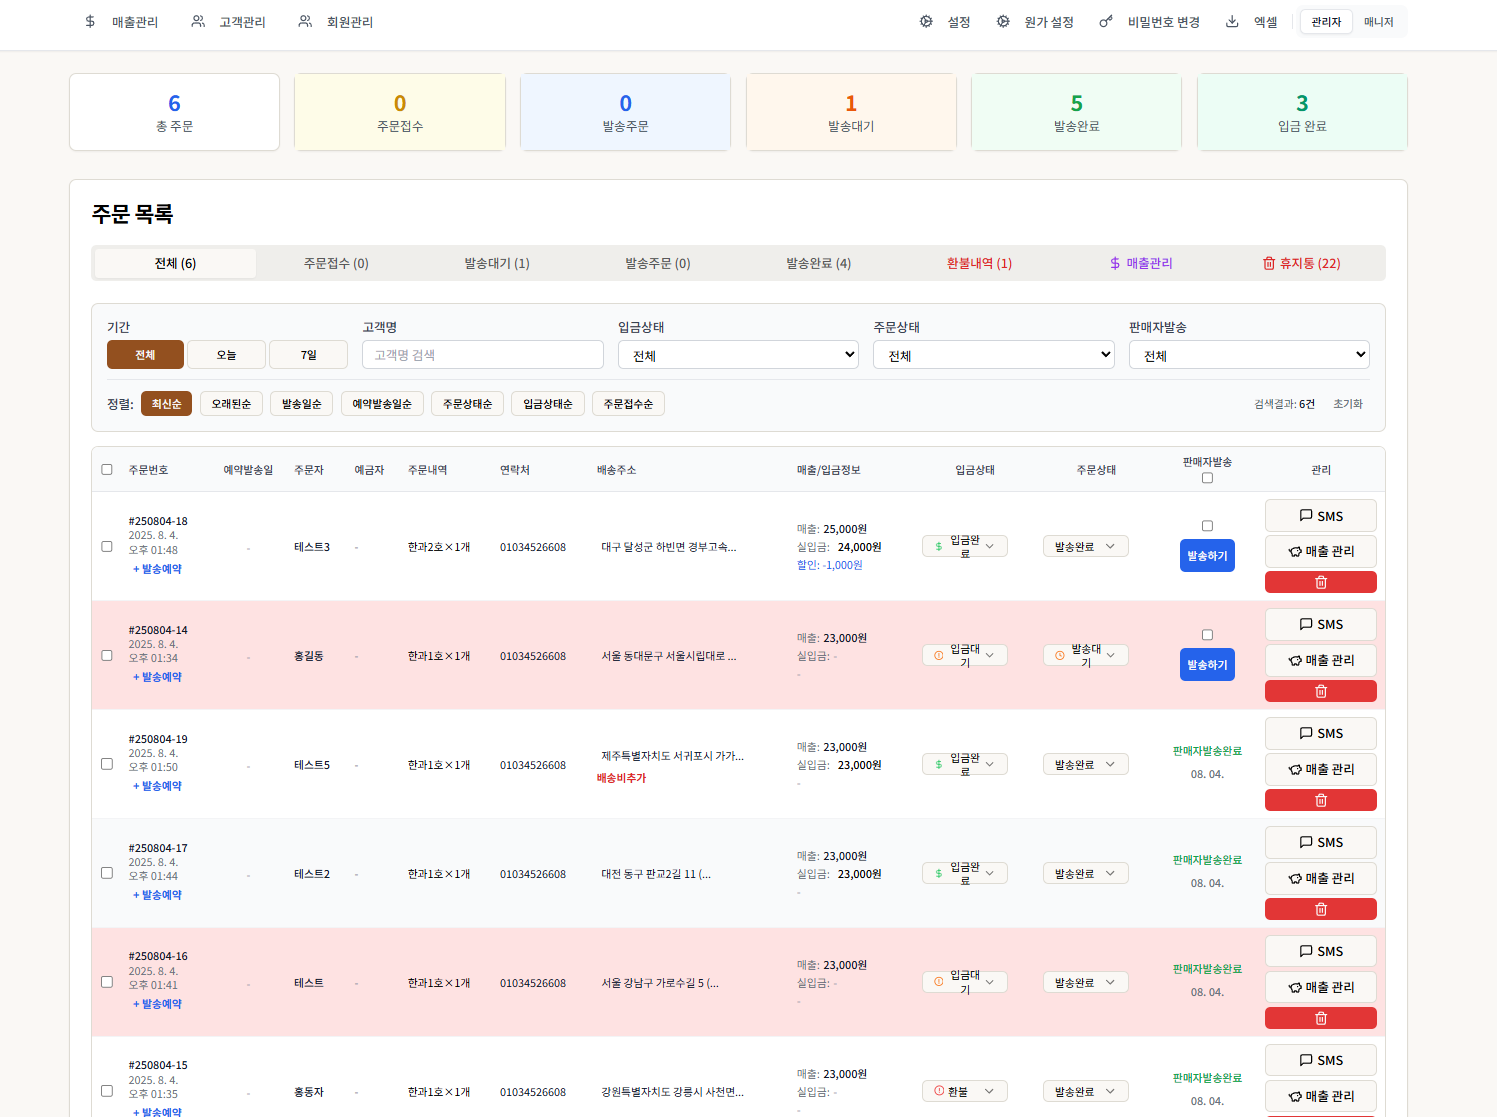 매출관리 고객관리 회원관리 설정 원가 설정 비밀번호 변경 엑셀 관리자 매니저
6 0 0 1 5 3
총 주문 주문접수 발송주문 발송대기 발송완료 입금 완료
주문 목록
전체 (6) 주문접수 (0) 발송대기 (1) 발송주문 (0) 발송완료 (4) 환불내역 (1) $ 매출관리 휴지통 (22)
기간 고객명 입금상태 주문상태 판매자발송
전체 오늘 7일 고객명 검색 전체 전체 전체
정렬: 최신순 오래된순 발송일순 예약발송일순 주문상태순 입금상태순 주문접수순 검색결과: 6건 초기화
주문번호 예약발송일 주문자 예금자 주문내역 연락처 배송주소 매출/입금정보 입금상태 주문상태 판매자발송 관리
#250804-18
2025. 8. 4.
오후 01:48
+ 발송예약
-
테스트3
-
한과2호×1개
01034526608
대구 달성군 하빈면 경부고속...
매출: 25,000원
실입금: 24,000원
할인: -1,000원
$ 입금완료
발송완료
발송하기
SMS
매출 관리
#250804-14
2025. 8. 4.
오후 01:34
+ 발송예약
-
홍길동
-
한과1호×1개
01034526608
서울 동대문구 서울시립대로 ...
매출: 23,000원
실입금: -
-
입금대기
발송대기
발송하기
SMS
매출 관리
#250804-19
2025. 8. 4.
오후 01:50
+ 발송예약
-
테스트5
-
한과1호×1개
01034526608
제주특별자치도 서귀포시 가가...
배송비추가
매출: 23,000원
실입금: 23,000원
-
$ 입금완료
발송완료
판매자발송완료
08. 04.
SMS
매출 관리
#250804-17
2025. 8. 4.
오후 01:44
+ 발송예약
-
테스트2
-
한과1호×1개
01034526608
대전 동구 판교2길 11 (...
매출: 23,000원
실입금: 23,000원
-
$ 입금완료
발송완료
판매자발송완료
08. 04.
SMS
매출 관리
#250804-16
2025. 8. 4.
오후 01:41
+ 발송예약
-
테스트
-
한과1호×1개
01034526608
서울 강남구 가로수길 5 (...
매출: 23,000원
실입금: -
-
입금대기
발송완료
판매자발송완료
08. 04.
SMS
매출 관리
#250804-15
2025. 8. 4.
오후 01:35
+ 발송예약
-
홍동자
-
한과1호×1개
01034526608
강원특별자치도 강릉시 사천면...
매출: 23,000원
실입금: -
-
환불
발송완료
판매자발송완료
08. 04.
SMS
매출 관리